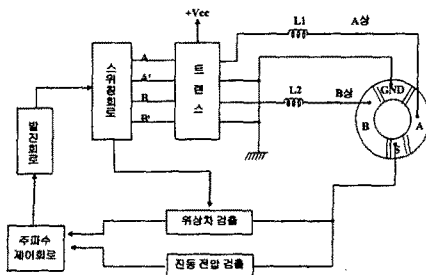 +Vcc
L1
A상
A
A'
B
B'
스위칭회로
트랜스
L2
B상
GND
B
A
S
발진회로
위상차 검출
주파수
제어회로
진동 전압 검출